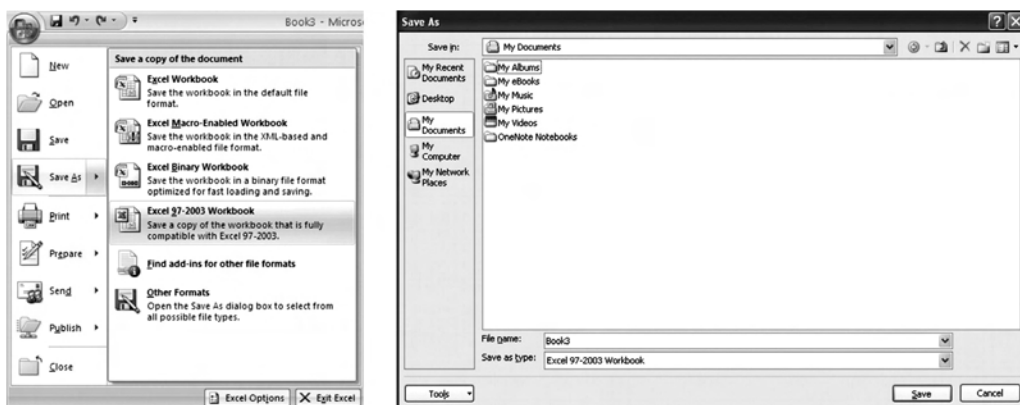 Book3 - Microso
New
Open
Save
Save As
Print
Prepare
Send
Publish
Close
Save a copy of the document
Excel Workbook
Save the workbook in the default file
format.
Excel Macro-Enabled Workbook
Save the workbook in the XML-based and
macro-enabled file format.
Excel Binary Workbook
Save the workbook in a binary file format
optimized for fast loading and saving.
Excel 97-2003 Workbook
Save a copy of the workbook that is fully
compatible with Excel 97-2003.
Find add-ins for other file formats
Other Formats
Open the Save As dialog box to select from
all possible file types.
Excel Options
Exit Excel
Save As
Save in:
My Documents
My Recent
Documents
Desktop
My
Documents
My
Computer
My Network
Places
My Albums
My eBooks
My Music
My Pictures
My Videos
OneNote Notebooks
File name:
Book3
Save as type:
Excel 97-2003 Workbook
Tools
Save
Cancel